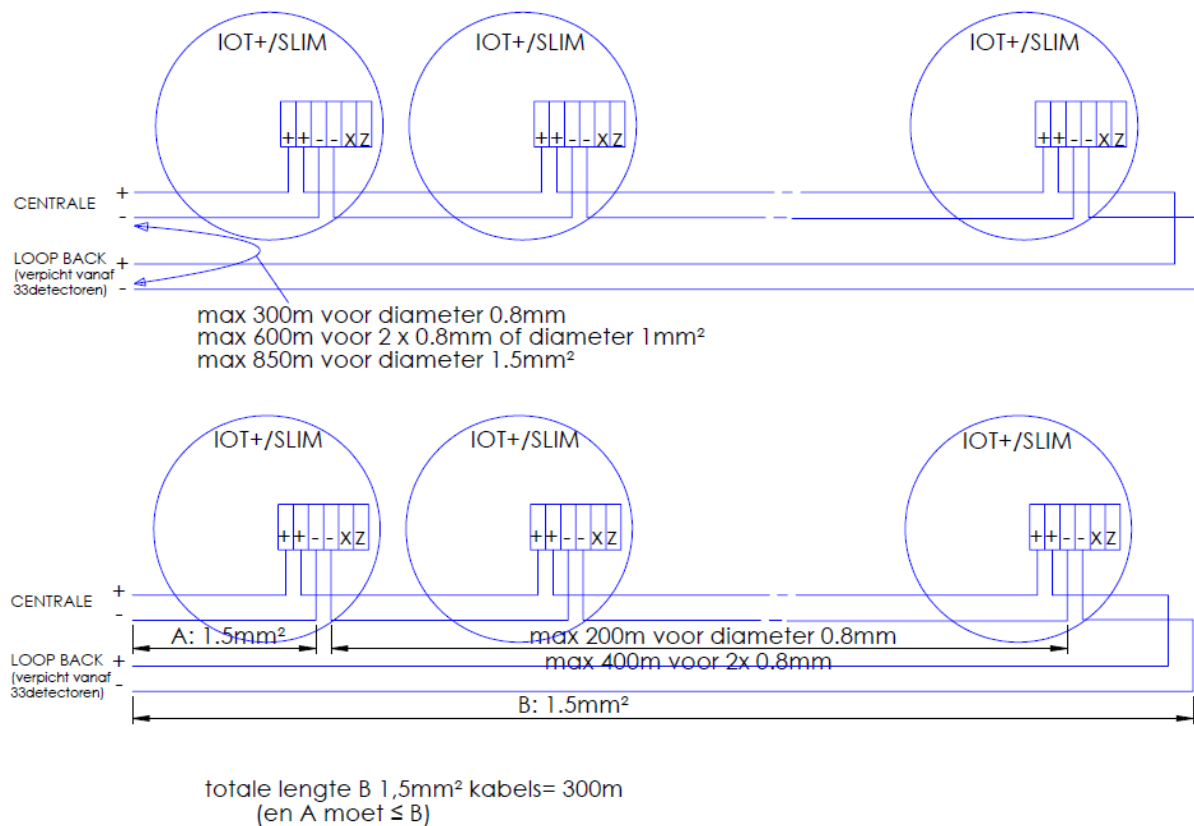 IOT+/SLIM IOT+/SLIM IOT+/SLIM
++--XZ ++--XZ ++--XZ
CENTRALE + -
LOOP BACK + -
(verpicht vanaf
33detectoren)
max 300m voor diameter 0.8mm
max 600m voor 2 x 0.8mm of diameter 1mm²
max 850m voor diameter 1.5mm²
IOT+/SLIM IOT+/SLIM IOT+/SLIM
++--XZ ++--XZ ++--XZ
CENTRALE + -
A: 1.5mm² max 200m voor diameter 0.8mm
LOOP BACK + -
(verpicht vanaf
33detectoren)
max 400m voor 2x 0.8mm
B: 1.5mm²
totale lengte B 1,5mm² kabels= 300m
(en A moet ≤ B)